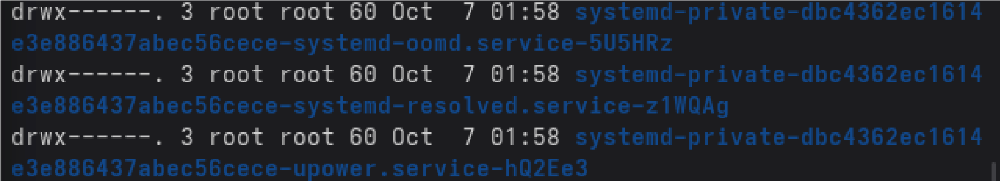 drwx------. 3 root root 60 Oct  7 01:58 systemd-private-dbc4362ec1614
e3e886437abec56cece-systemd-oomd.service-5U5HRz
drwx------. 3 root root 60 Oct  7 01:58 systemd-private-dbc4362ec1614
e3e886437abec56cece-systemd-resolved.service-z1WQAg
drwx------. 3 root root 60 Oct  7 01:58 systemd-private-dbc4362ec1614
e3e886437abec56cece-upower.service-hQ2Ee3